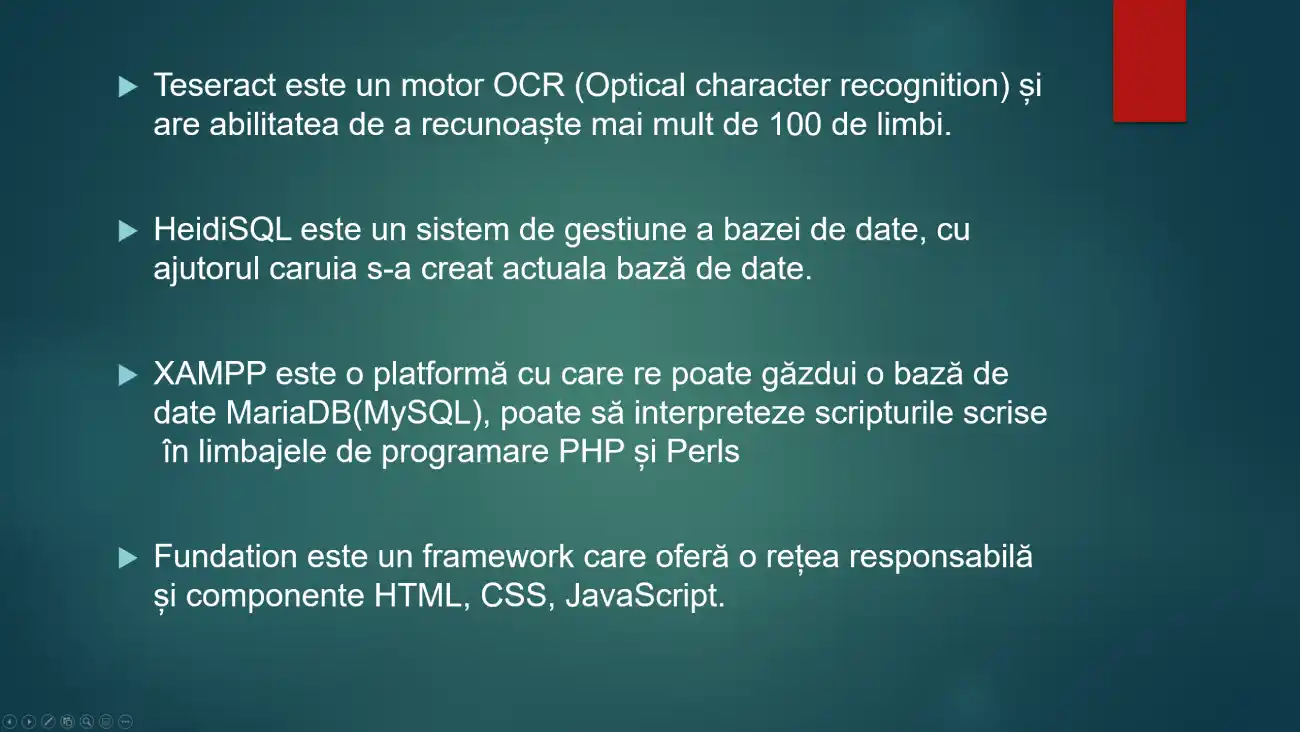 Teseract este un motor OCR (Optical character recognition) și
are abilitatea de a recunoaște mai mult de 100 de limbi.
HeidiSQL este un sistem de gestiune a bazei de date, cu
ajutorul caruia s-a creat actuala bază de date.
XAMPP este o platformă cu care re poate găzdui o bază de
date MariaDB(MySQL), poate să interpreteze scripturile scrise
în limbajele de programare PHP și Perls
Fundation este un framework care oferă o rețea responsabilă
și componente HTML, CSS, JavaScript.